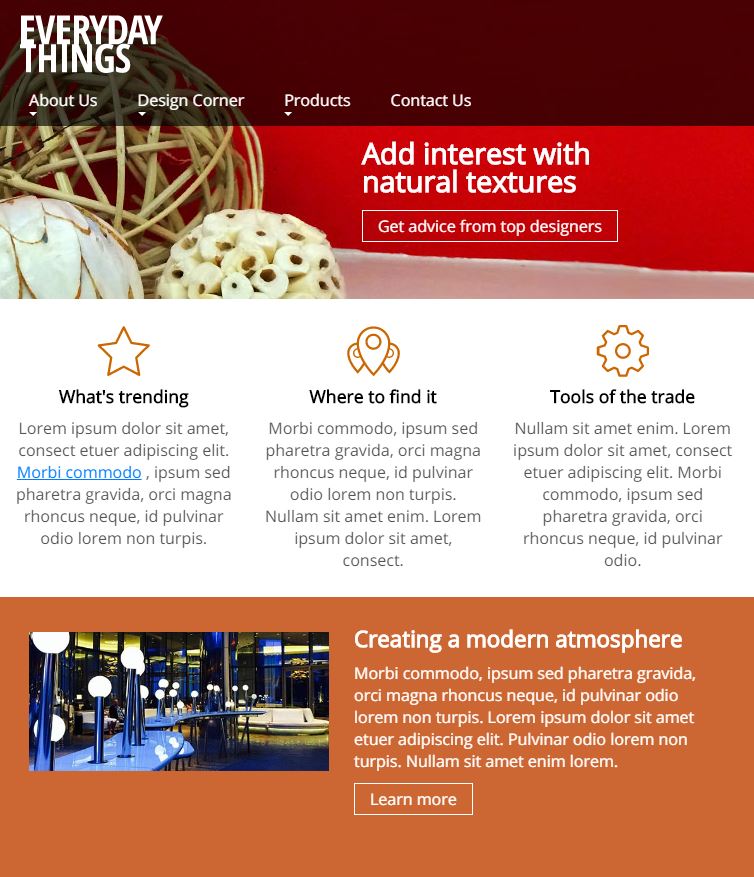 EVERYDAY
THINGS
About Us
Design Corner
Products
Contact Us
Add interest with
natural textures
Get advice from top designers
What's trending
Lorem ipsum dolor sit amet,
consect etuer adipiscing elit.
Morbi commodo , ipsum sed
pharetra gravida, orci magna
rhoncus neque, id pulvinar
odio lorem non turpis.
Where to find it
Morbi commodo, ipsum sed
pharetra gravida, orci magna
rhoncus neque, id pulvinar
odio lorem non turpis.
Nullam sit amet enim. Lorem
ipsum dolor sit amet,
consect.
Tools of the trade
Nullam sit amet enim. Lorem
ipsum dolor sit amet, consect
etuer adipiscing elit. Morbi
commodo, ipsum sed
pharetra gravida, orci
rhoncus neque, id pulvinar
odio.
Creating a modern atmosphere
Morbi commodo, ipsum sed pharetra gravida,
orci magna rhoncus neque, id pulvinar odio
lorem non turpis. Lorem ipsum dolor sit amet
etuer adipiscing elit. Pulvinar odio lorem non
turpis. Nullam sit amet enim lorem.
Learn more